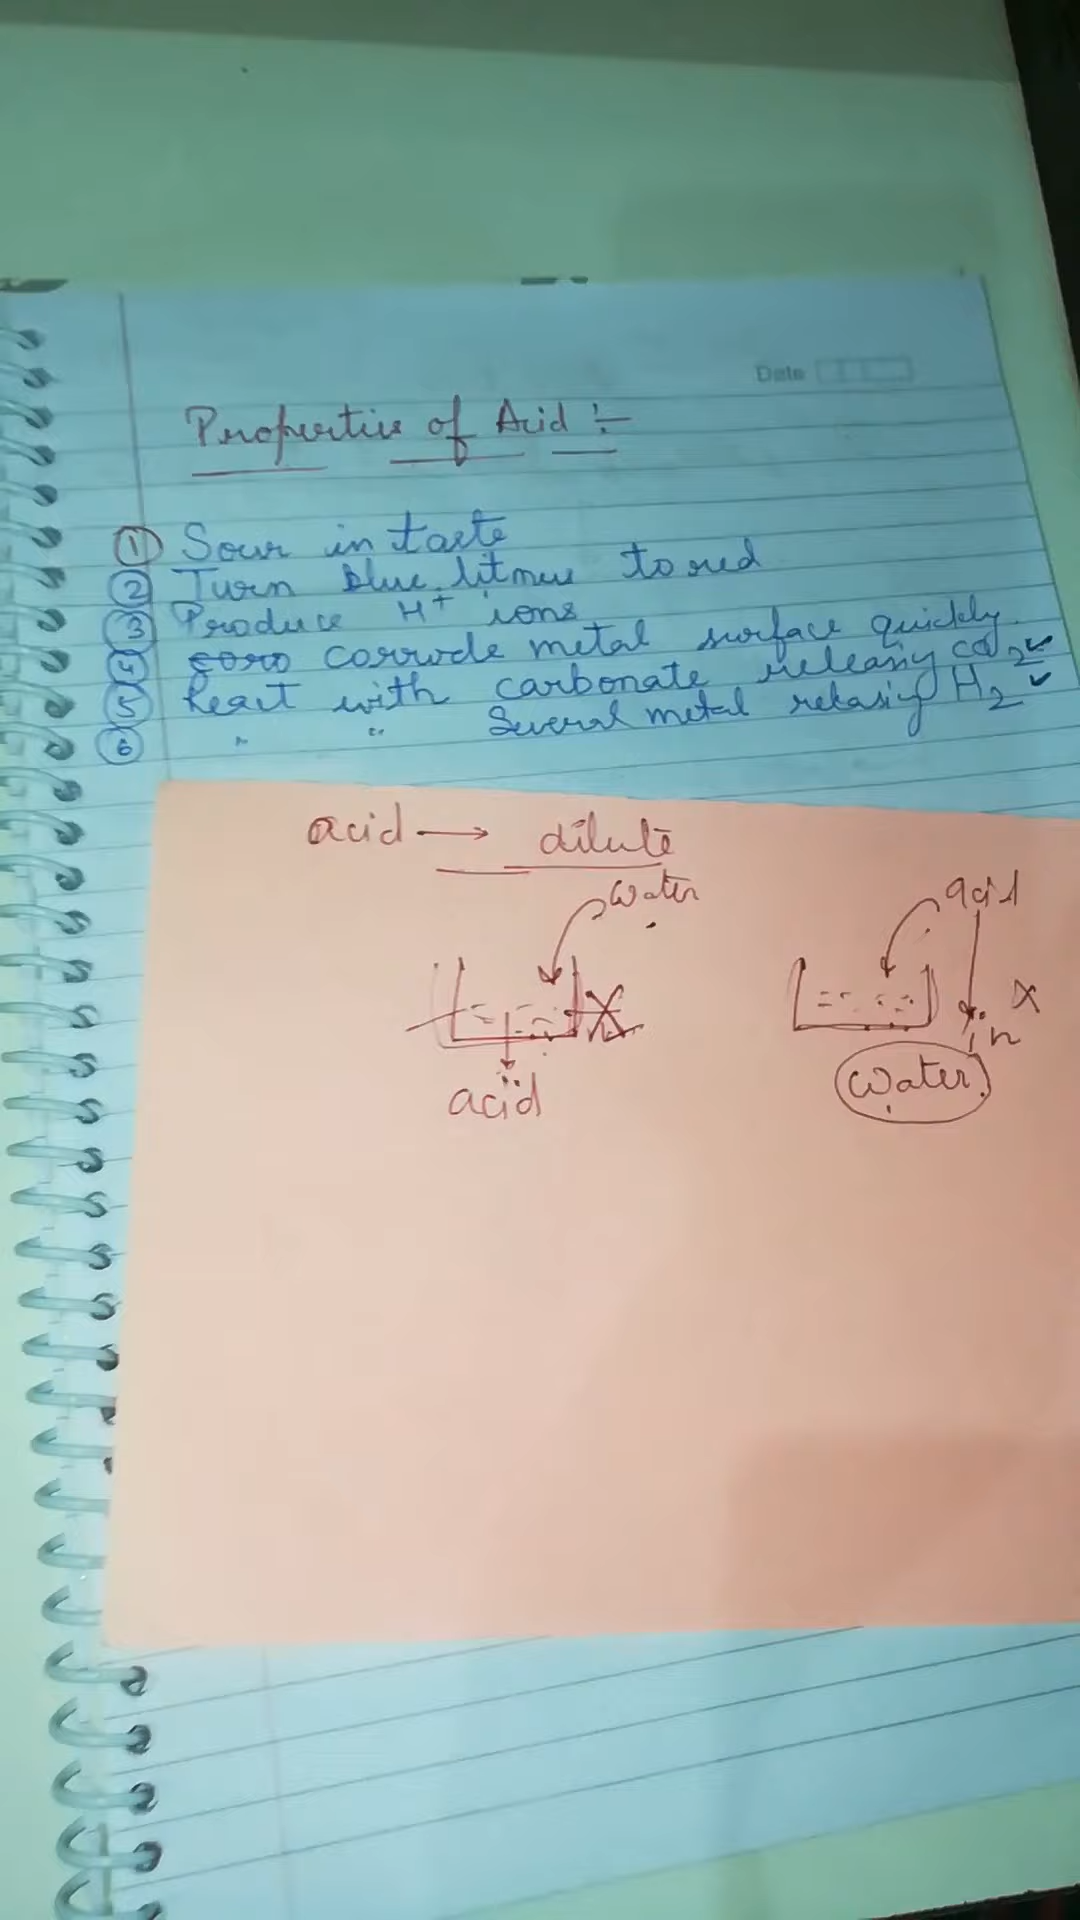 Date
Properties of Acid :-
① Sour in taste
② Turn blue litmus to red
③ Produce H+ ions
④ coro corrode metal surface quickly.
⑤ React with carbonate releasing CO2 ✓
⑥ " " Several metal relasing H2 ✓
acid → dilute
water
acid
X
acid
X
in
water